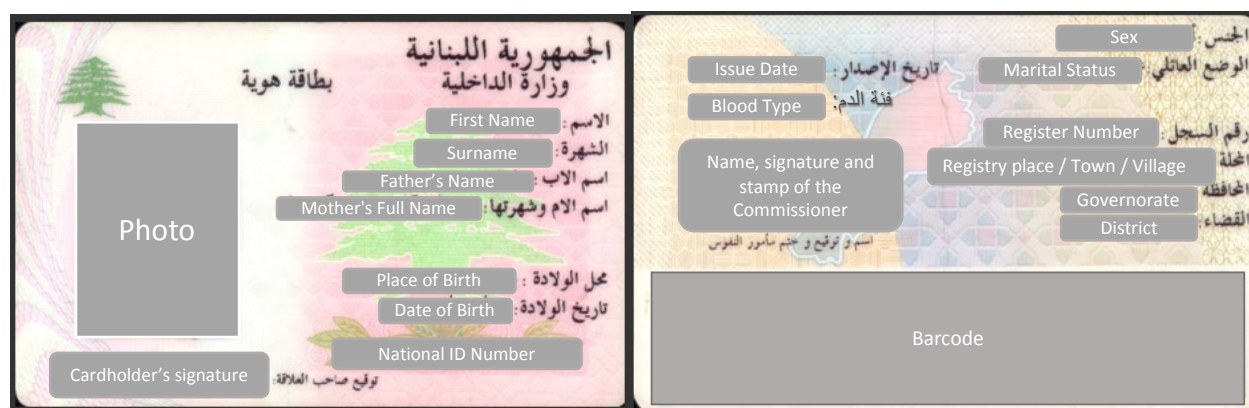 الجمهورية اللبنانية
وزارة الداخلية
بطاقة هوية
الاسم: First Name
الشهرة: Surname
اسم الاب: Father's Name
اسم الام وشهرتها: Mother's Full Name
Photo
محل الولادة: Place of Birth
تاريخ الولادة: Date of Birth
National ID Number
توقيع صاحب العلاقة: Cardholder's signature
الجنس: Sex
الوضع العائلي: Marital Status
تاريخ الإصدار: Issue Date
فئة الدم: Blood Type
رقم السجل: Register Number
المحلة Registry place / Town / Village
المحافظة Governorate
القضاء: District
Name, signature and
stamp of the
Commissioner
اسم و توقيع و ختم مأمور النفوس
Barcode